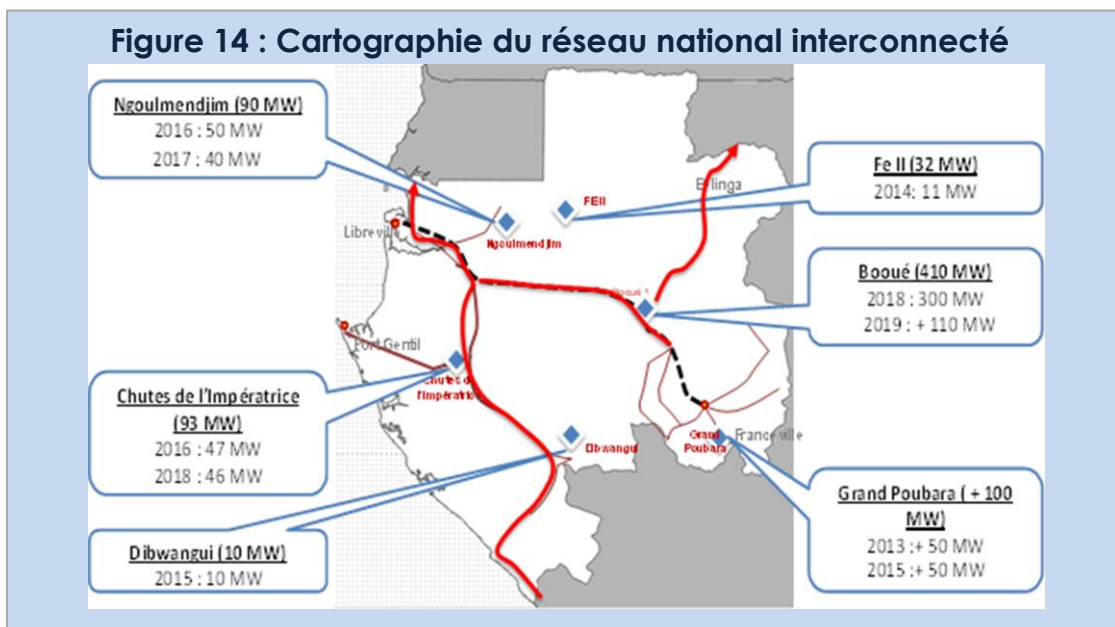 Figure 14 : Cartographie du réseau national interconnecté
Ngoulmendjim (90 MW)
2016 : 50 MW
2017 : 40 MW
Fe II (32 MW)
2014: 11 MW
FEII
Libreville
Ngoulmendjim
Booué (410 MW)
2018 : 300 MW
2019 : + 110 MW
Port Gentil
Chutes de
l'Impératrice
Chutes de l'Impératrice
(93 MW)
2016 : 47 MW
2018 : 46 MW
Dibwangui
Grand
Poubara
Franceville
Grand Poubara ( + 100
MW)
2013 :+ 50 MW
2015 :+ 50 MW
Dibwangui (10 MW)
2015 : 10 MW